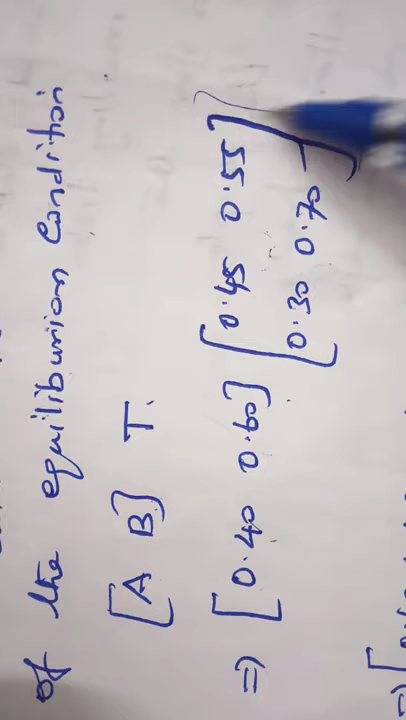 of the equilibrium Condition
[A B] T.
⇒ [0.40 0.60] [0.45 0.55
0.30 0.70]
⇒ [